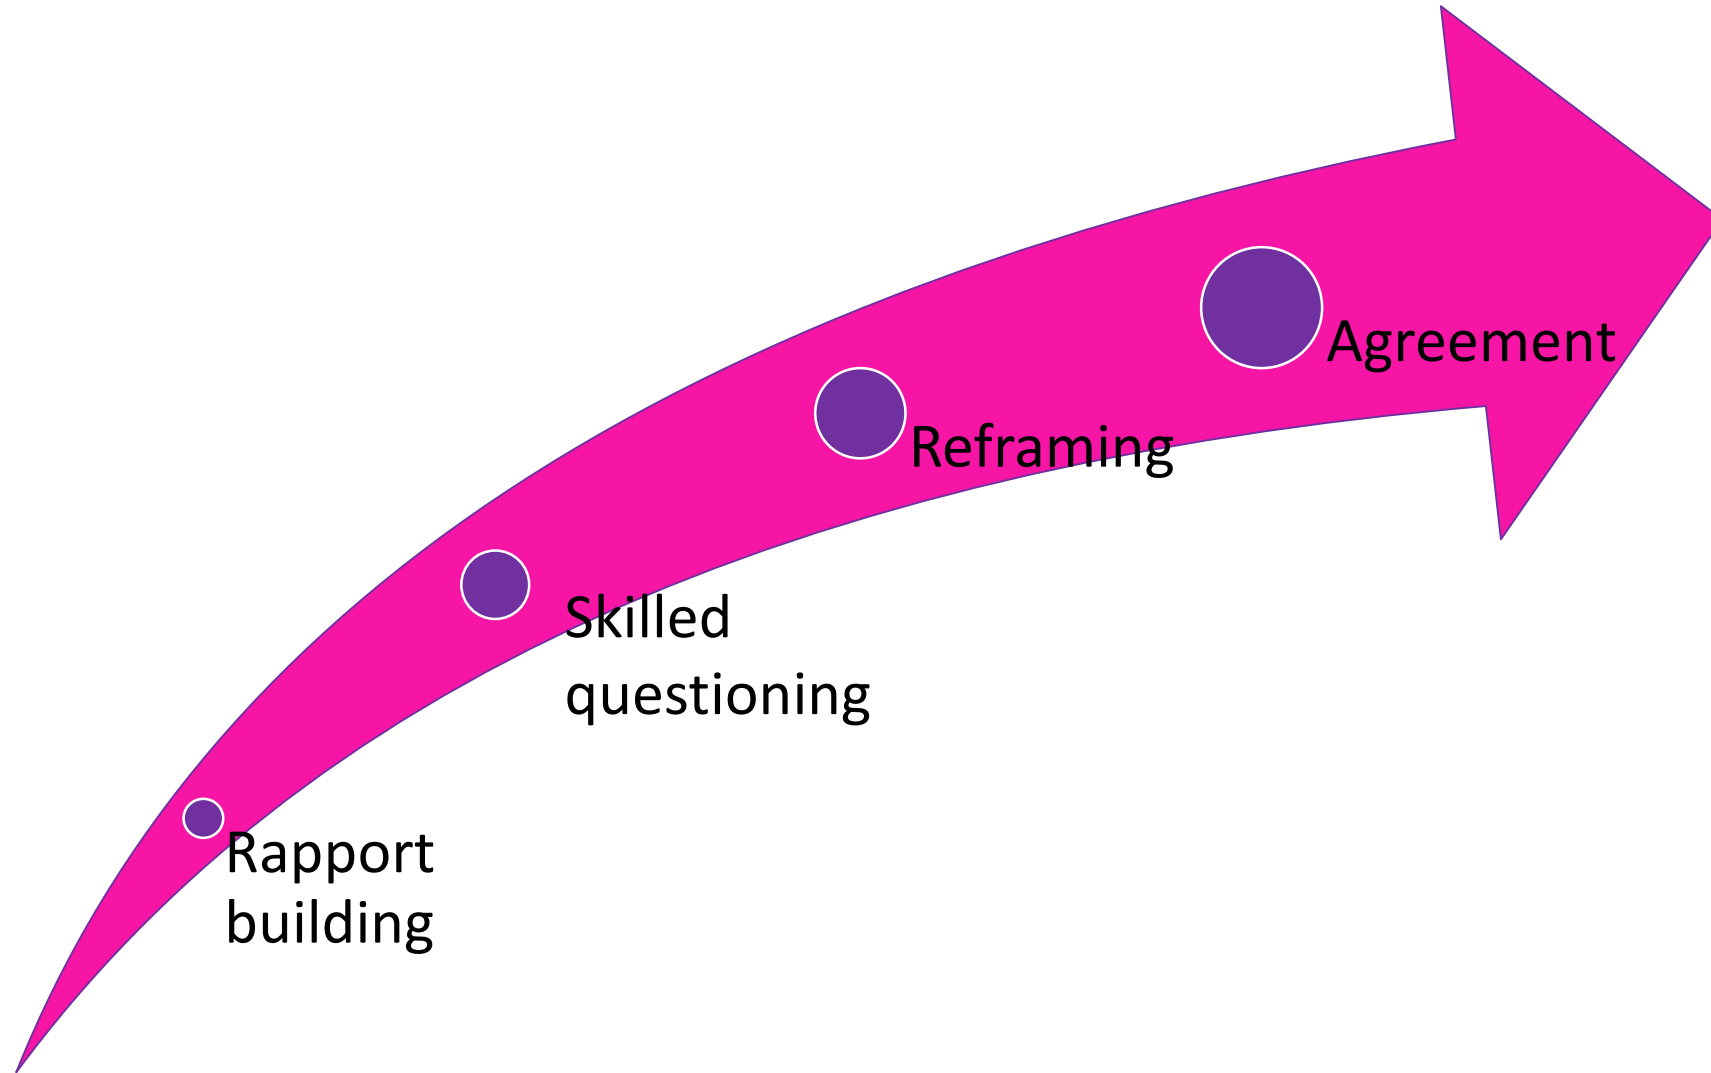 Rapport
building
Skilled
questioning
Reframing
Agreement